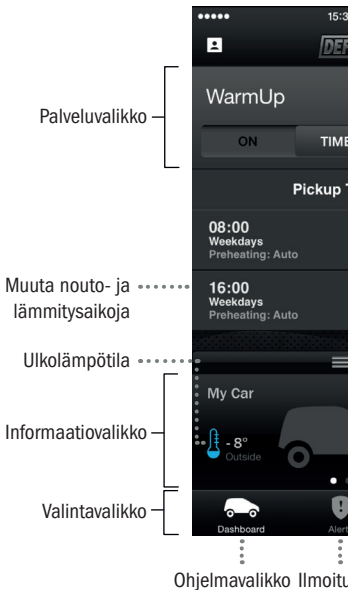 15:3
DEF
WarmUp
Palveluvalikko
ON TIME
Pickup T
08:00
Weekdays
Preheating: Auto
Muuta nouto- ja
lämmitysaikoja
16:00
Weekdays
Preheating: Auto
Ulkolämpötila
My Car
Informaatiovalikko
- 8°
Outside
Valintavalikko
Dashboard Alert
Ohjelmavalikko Ilmoitu